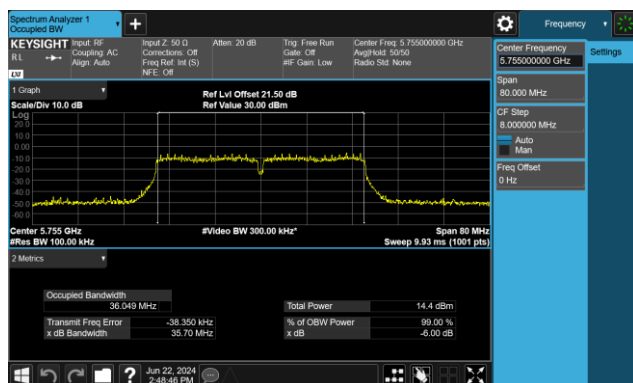 Spectrum Analyzer 1
Occupied BW
+
Frequency
KEYSIGHT
Input: RF
Input Z: 50 Ω
Atten: 20 dB
Trig: Free Run
Center Freq: 5.755000000 GHz
RL
Coupling: AC
Corrections: Off
Gate: Off
Avg|Hold: 50/50
Align: Auto
Freq Ref: Int (S)
#IF Gain: Low
Radio Std: None
LXI
NFE: Off
Center Frequency
5.755000000 GHz
Settings
Span
80.000 MHz
CF Step
8.000000 MHz
Auto
Man
Freq Offset
0 Hz
1 Graph
Ref Lvl Offset 21.50 dB
Scale/Div 10.0 dB
Ref Value 30.00 dBm
Log
20.0
10.0
0.00
-10.0
-20.0
-30.0
-40.0
-50.0
-60.0
Center 5.755 GHz
#Video BW 300.00 kHz*
Span 80 MHz
#Res BW 100.00 kHz
Sweep 9.93 ms (1001 pts)
2 Metrics
Occupied Bandwidth
36.049 MHz
Total Power
14.4 dBm
Transmit Freq Error
-38.350 kHz
% of OBW Power
99.00 %
x dB Bandwidth
35.70 MHz
x dB
-6.00 dB
?
Jun 22, 2024
2:48:46 PM